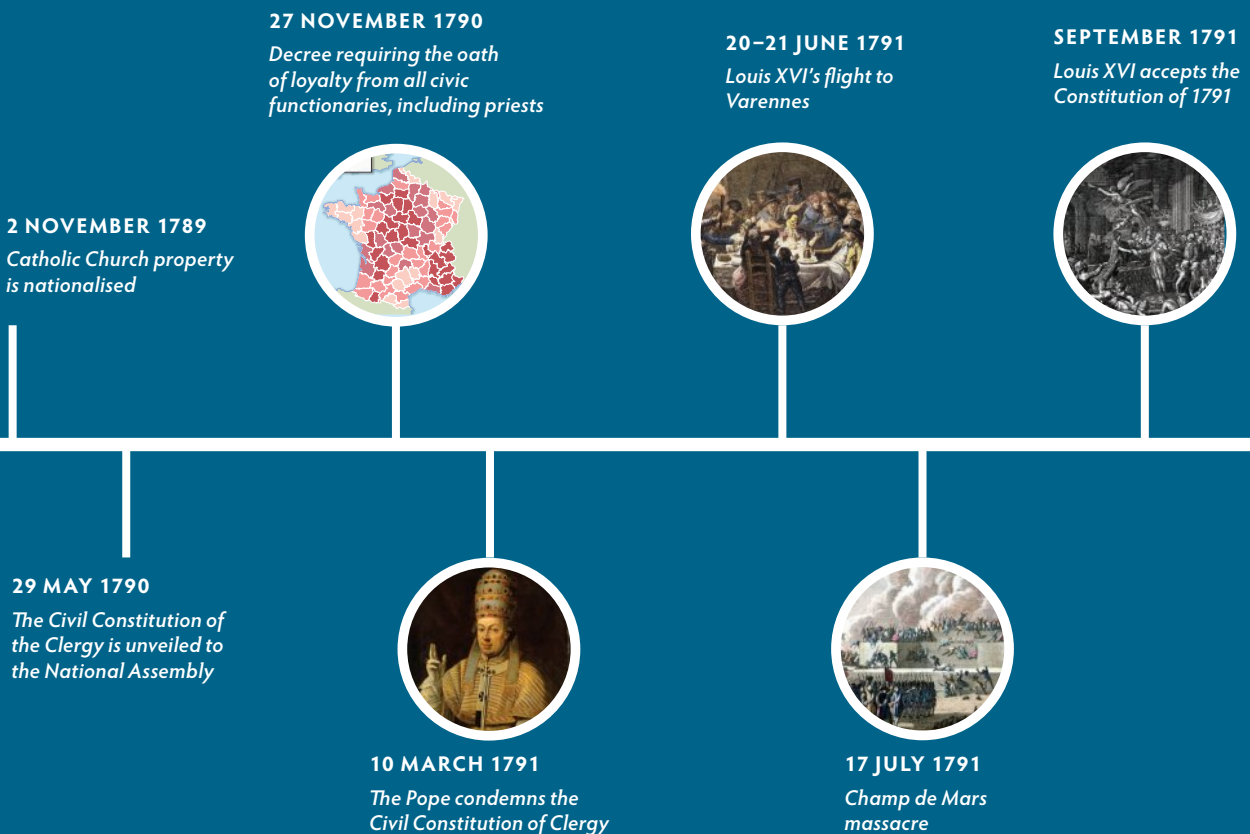 2 NOVEMBER 1789
Catholic Church property
is nationalised
29 MAY 1790
The Civil Constitution of
the Clergy is unveiled to
the National Assembly
27 NOVEMBER 1790
Decree requiring the oath
of loyalty from all civic
functionaries, including priests
10 MARCH 1791
The Pope condemns the
Civil Constitution of Clergy
20–21 JUNE 1791
Louis XVI's flight to
Varennes
17 JULY 1791
Champ de Mars
massacre
SEPTEMBER 1791
Louis XVI accepts the
Constitution of 1791